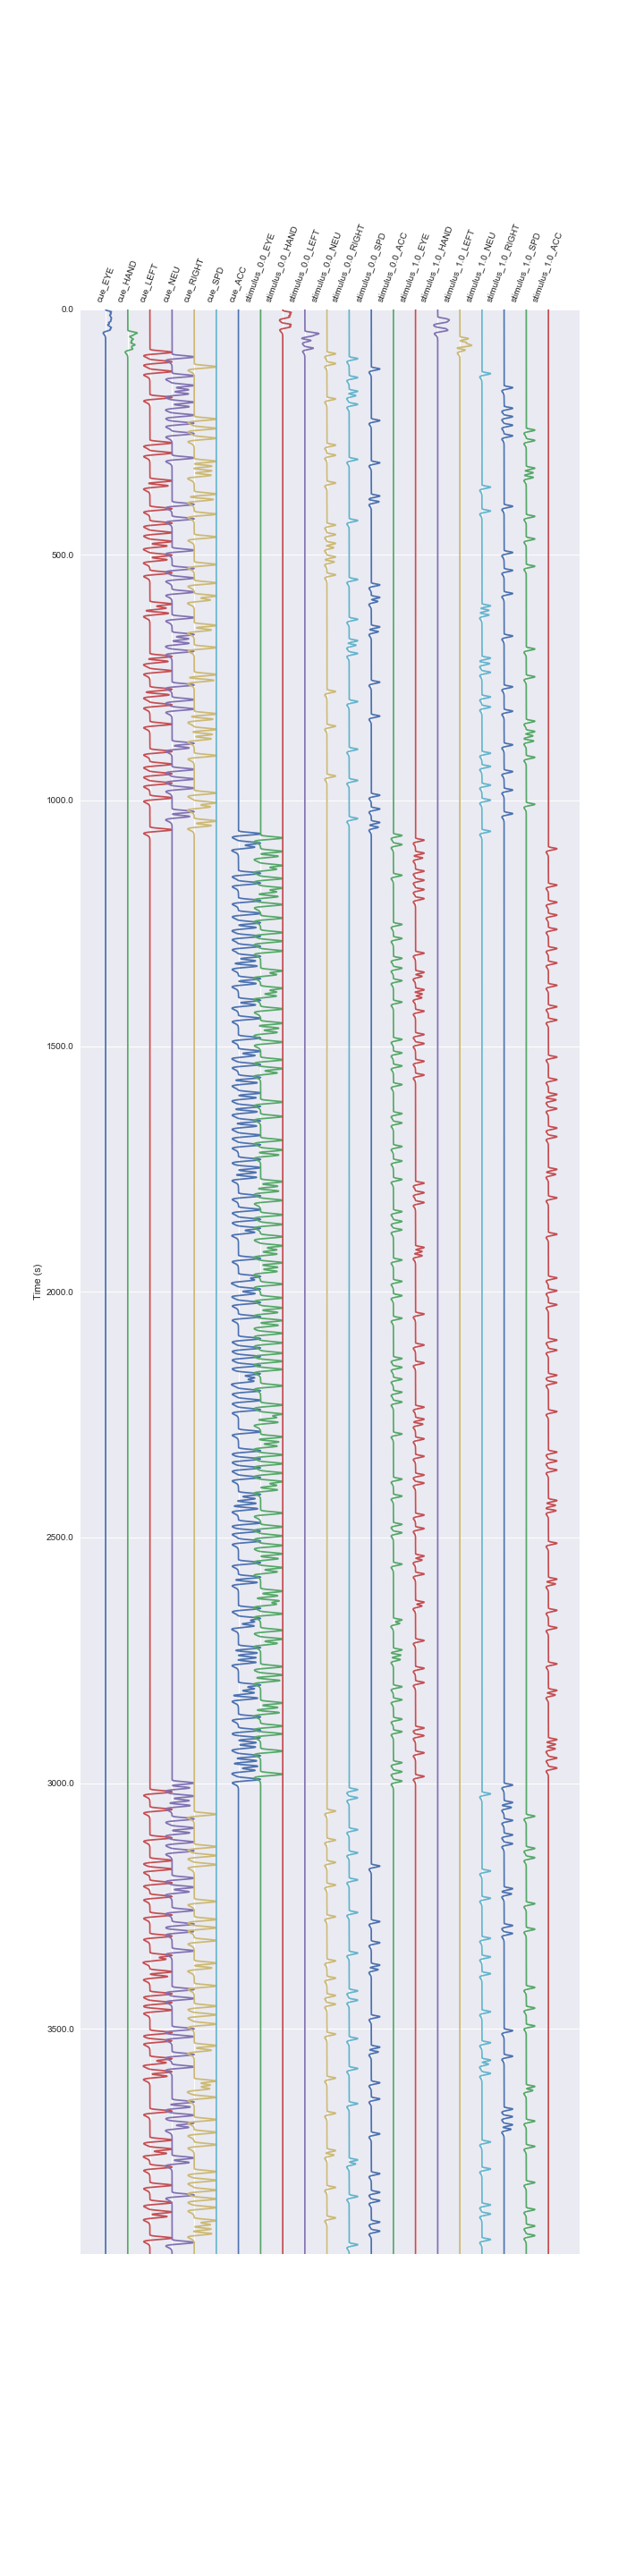 cue_EYE
cue_HAND
cue_LEFT
cue_NEU
cue_RIGHT
cue_SPD
cue_ACC
stimulus_0.0_EYE
stimulus_0.0_HAND
stimulus_0.0_LEFT
stimulus_0.0_NEU
stimulus_0.0_RIGHT
stimulus_0.0_SPD
stimulus_0.0_ACC
stimulus_1.0_EYE
stimulus_1.0_HAND
stimulus_1.0_LEFT
stimulus_1.0_NEU
stimulus_1.0_RIGHT
stimulus_1.0_SPD
stimulus_1.0_ACC
0.0
500.0
1000.0
1500.0
2000.0
2500.0
3000.0
3500.0
Time (s)